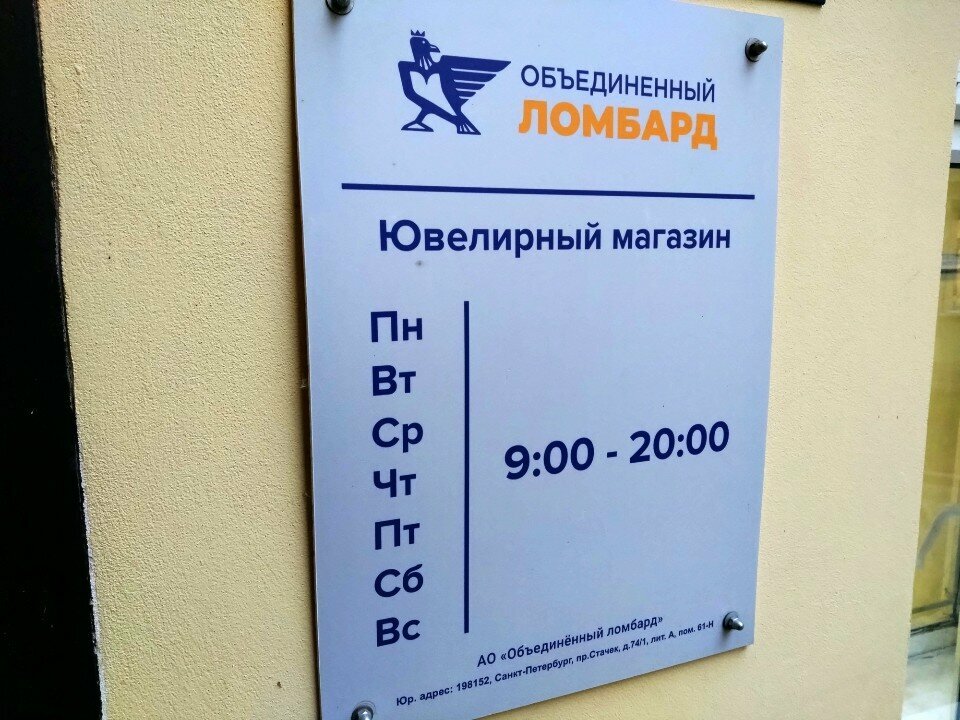 ОБЪЕДИНЕННЫЙ
ЛОМБАРД
Ювелирный магазин
Пн
Вт
Ср
Чт
Пт
Сб
Вс
9:00 - 20:00
АО «Объединённый ломбард»
Юр. адрес: 198152, Санкт-Петербург, пр.Стачек, д.74/1, лит. А, пом. 61-Н